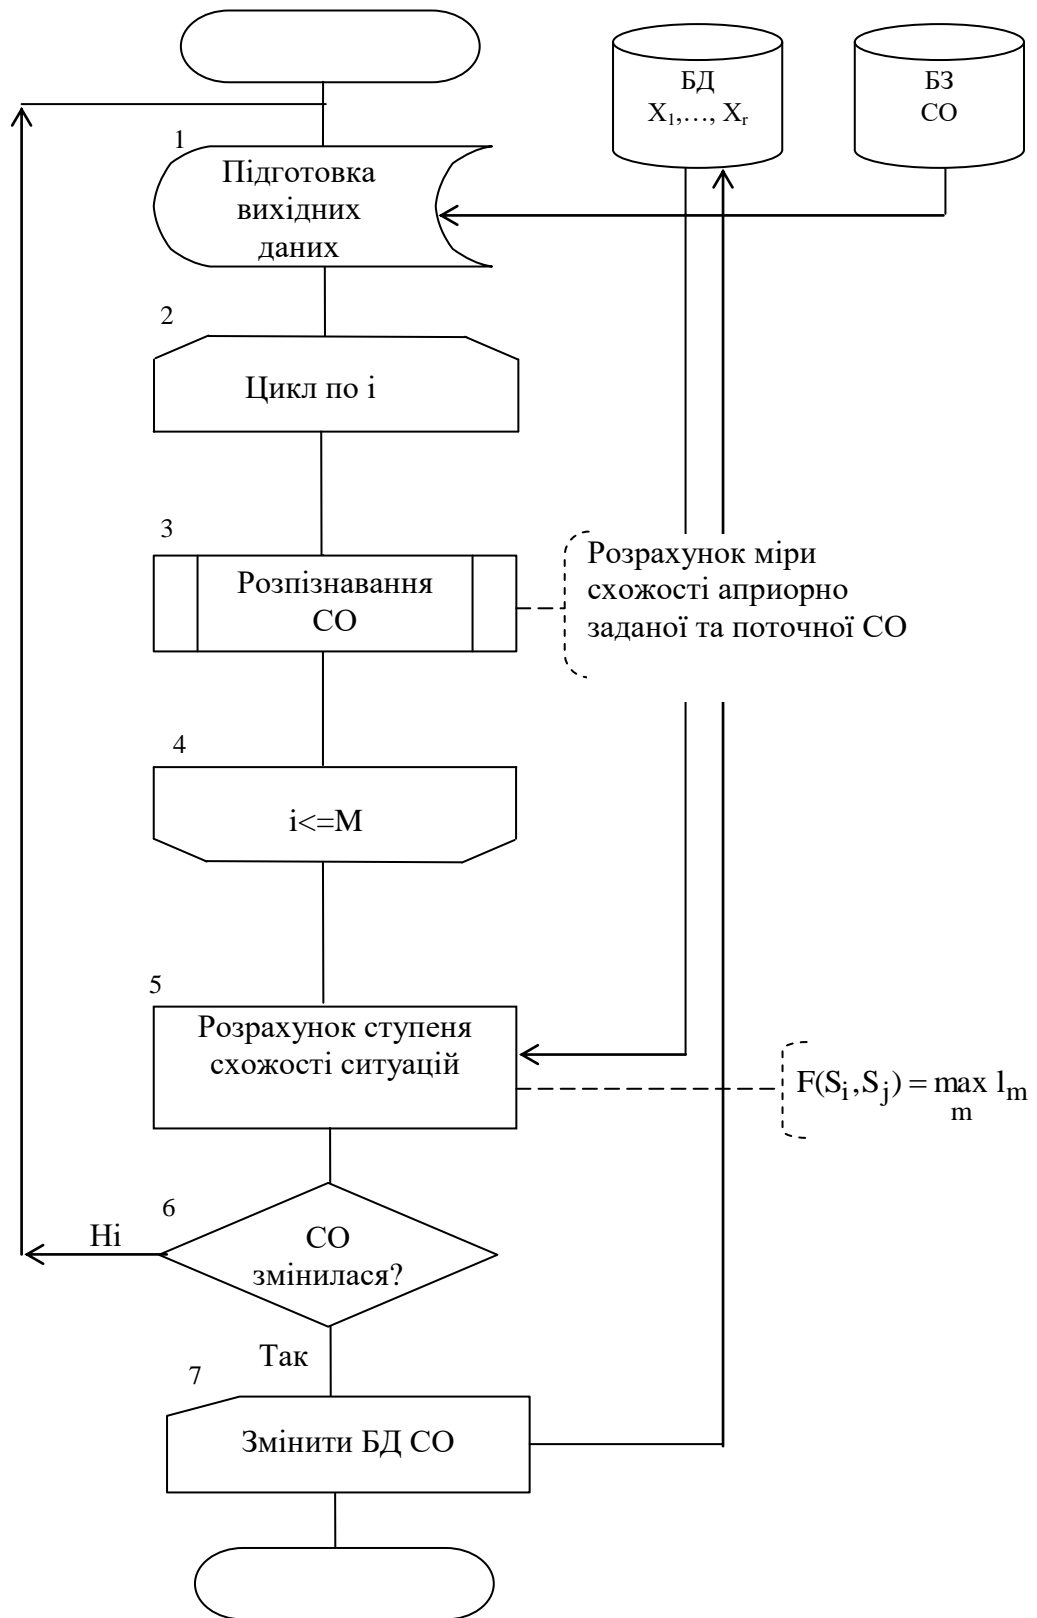 БД
X1,…, Xr
БЗ
СО
1
Підготовка
вихідних
даних
2
Цикл по і
3
Розпізнавання
СО
Розрахунок міри
схожості априорно
заданої та поточної СО
4
i<=M
5
Розрахунок ступеня
схожості ситуацій
F(Si,Sj) = max lm
m
6
Ні
СО
змінилася?
Так
7
Змінити БД СО